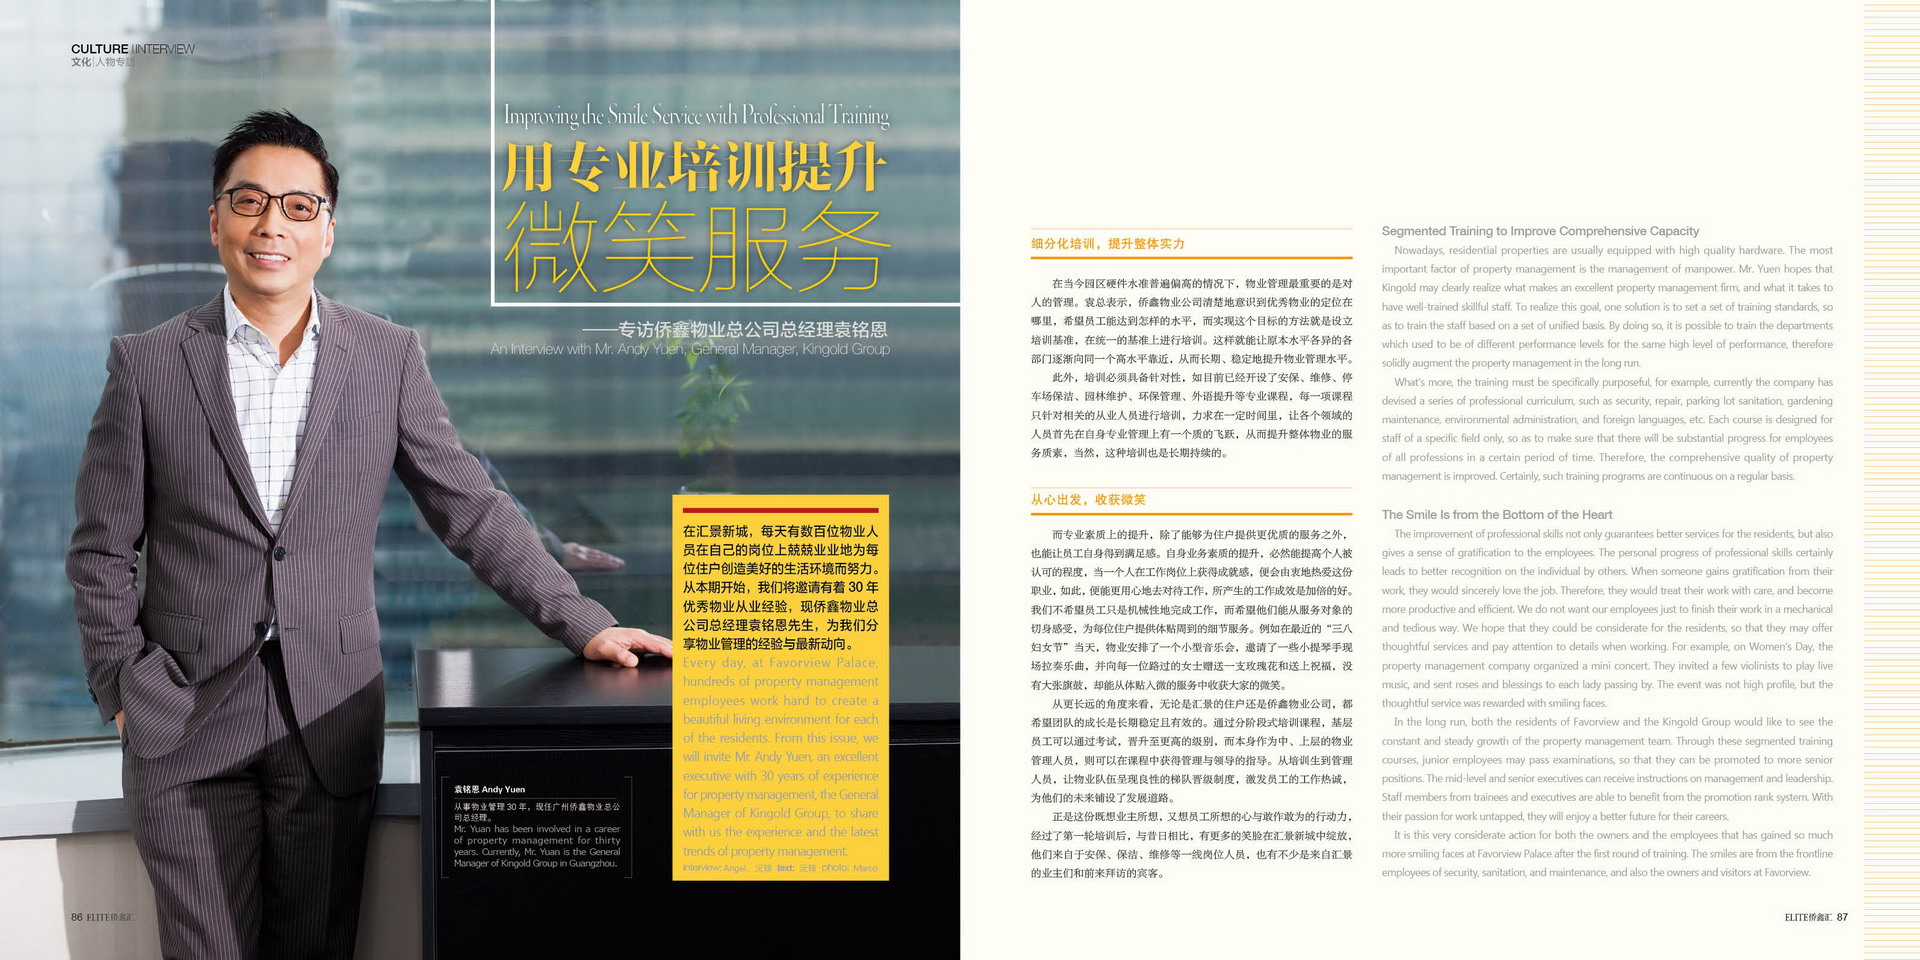 CULTURE | INTERVIEW
文化 | 人物专访
Improving the Smile Service with Professional Training
用专业培训提升
微笑服务
——专访侨鑫物业总公司总经理袁铭恩
An Interview with Mr. Andy Yuen, General Manager, Kingold Group
在汇景新城，每天有数百位物业人
员在自己的岗位上兢兢业业地为每
位住户创造美好的生活环境而努力。
从本期开始，我们将邀请有着 30 年
优秀物业从业经验，现侨鑫物业总
公司总经理袁铭恩先生，为我们分
享物业管理的经验与最新动向。
Every day, at Favorview Palace,
hundreds of property management
employees work hard to create a
beautiful living environment for each
of the residents. From this issue, we
will invite Mr. Andy Yuen, an excellent
executive with 30 years of experience
for property management, the General
Manager of Kingold Group, to share
with us the experience and the latest
trends of property management.
interview: Angel、沃雄 text: 沃雄 photo: Marco
袁铭恩 Andy Yuen
从事物业管理 30 年，现任广州侨鑫物业总公
司总经理。
Mr. Yuan has been involved in a career
of property management for thirty
years. Currently, Mr. Yuan is the General
Manager of Kingold Group in Guangzhou.
86 ELITE侨鑫汇
细分化培训，提升整体实力
在当今园区硬件水准普遍偏高的情况下，物业管理最重要的是对
人的管理。袁总表示，侨鑫物业公司清楚地意识到优秀物业的定位在
哪里，希望员工能达到怎样的水平，而实现这个目标的方法就是设立
培训基准，在统一的基准上进行培训。这样就能让原本水平各异的各
部门逐渐向同一个高水平靠近，从而长期、稳定地提升物业管理水平。
此外，培训必须具备针对性，如目前已经开设了安保、维修、停
车场保洁、园林维护、环保管理、外语提升等专业课程，每一项课程
只针对相关的从业人员进行培训，力求在一定时间里，让各个领域的
人员首先在自身专业管理上有一个质的飞跃，从而提升整体物业的服
务质素，当然，这种培训也是长期持续的。
从心出发，收获微笑
而专业素质上的提升，除了能够为住户提供更优质的服务之外，
也能让员工自身得到满足感。自身业务素质的提升，必然能提高个人被
认可的程度，当一个人在工作岗位上获得成就感，便会由衷地热爱这份
职业，如此，便能更用心地去对待工作，所产生的工作成效是加倍的好。
我们不希望员工只是机械性地完成工作，而希望他们能从服务对象的
切身感受，为每位住户提供体贴周到的细节服务。例如在最近的“三八
妇女节”当天，物业安排了一个小型音乐会，邀请了一些小提琴手现
场拉奏乐曲，并向每一位路过的女士赠送一支玫瑰花和送上祝福，没
有大张旗鼓，却能从体贴入微的服务中收获大家的微笑。
从更长远的角度来看，无论是汇景的住户还是侨鑫物业公司，都
希望团队的成长是长期稳定且有效的。通过分阶段式培训课程，基层
员工可以通过考试，晋升至更高的级别，而本身作为中、上层的物业
管理人员，则可以在课程中获得管理与领导的指导。从培训生到管理
人员，让物业队伍呈现良性的梯队晋级制度，激发员工的工作热诚，
为他们的未来铺设了发展道路。
正是这份既想业主所想，又想员工所想的心与敢作敢为的行动力，
经过了第一轮培训后，与昔日相比，有更多的笑脸在汇景新城中绽放，
他们来自于安保、保洁、维修等一线岗位人员，也有不少是来自汇景
的业主们和前来拜访的宾客。
Segmented Training to Improve Comprehensive Capacity
Nowadays, residential properties are usually equipped with high quality hardware. The most
important factor of property management is the management of manpower. Mr. Yuen hopes that
Kingold may clearly realize what makes an excellent property management firm, and what it takes to
have well-trained skillful staff. To realize this goal, one solution is to set a set of training standards, so
as to train the staff based on a set of unified basis. By doing so, it is possible to train the departments
which used to be of different performance levels for the same high level of performance, therefore
solidly augment the property management in the long run.
What's more, the training must be specifically purposeful, for example, currently the company has
devised a series of professional curriculum, such as security, repair, parking lot sanitation, gardening
maintenance, environmental administration, and foreign languages, etc. Each course is designed for
staff of a specific field only, so as to make sure that there will be substantial progress for employees
of all professions in a certain period of time. Therefore, the comprehensive quality of property
management is improved. Certainly, such training programs are continuous on a regular basis.
The Smile Is from the Bottom of the Heart
The improvement of professional skills not only guarantees better services for the residents, but also
gives a sense of gratification to the employees. The personal progress of professional skills certainly
leads to better recognition on the individual by others. When someone gains gratification from their
work, they would sincerely love the job. Therefore, they would treat their work with care, and become
more productive and efficient. We do not want our employees just to finish their work in a mechanical
and tedious way. We hope that they could be considerate for the residents, so that they may offer
thoughtful services and pay attention to details when working. For example, on Women's Day, the
property management company organized a mini concert. They invited a few violinists to play live
music, and sent roses and blessings to each lady passing by. The event was not high profile, but the
thoughtful service was rewarded with smiling faces.
In the long run, both the residents of Favorview and the Kingold Group would like to see the
constant and steady growth of the property management team. Through these segmented training
courses, junior employees may pass examinations, so that they can be promoted to more senior
positions. The mid-level and senior executives can receive instructions on management and leadership.
Staff members from trainees and executives are able to benefit from the promotion rank system. With
their passion for work untapped, they will enjoy a better future for their careers.
It is this very considerate action for both the owners and the employees that has gained so much
more smiling faces at Favorview Palace after the first round of training. The smiles are from the frontline
employees of security, sanitation, and maintenance, and also the owners and visitors at Favorview.
ELITE侨鑫汇 87